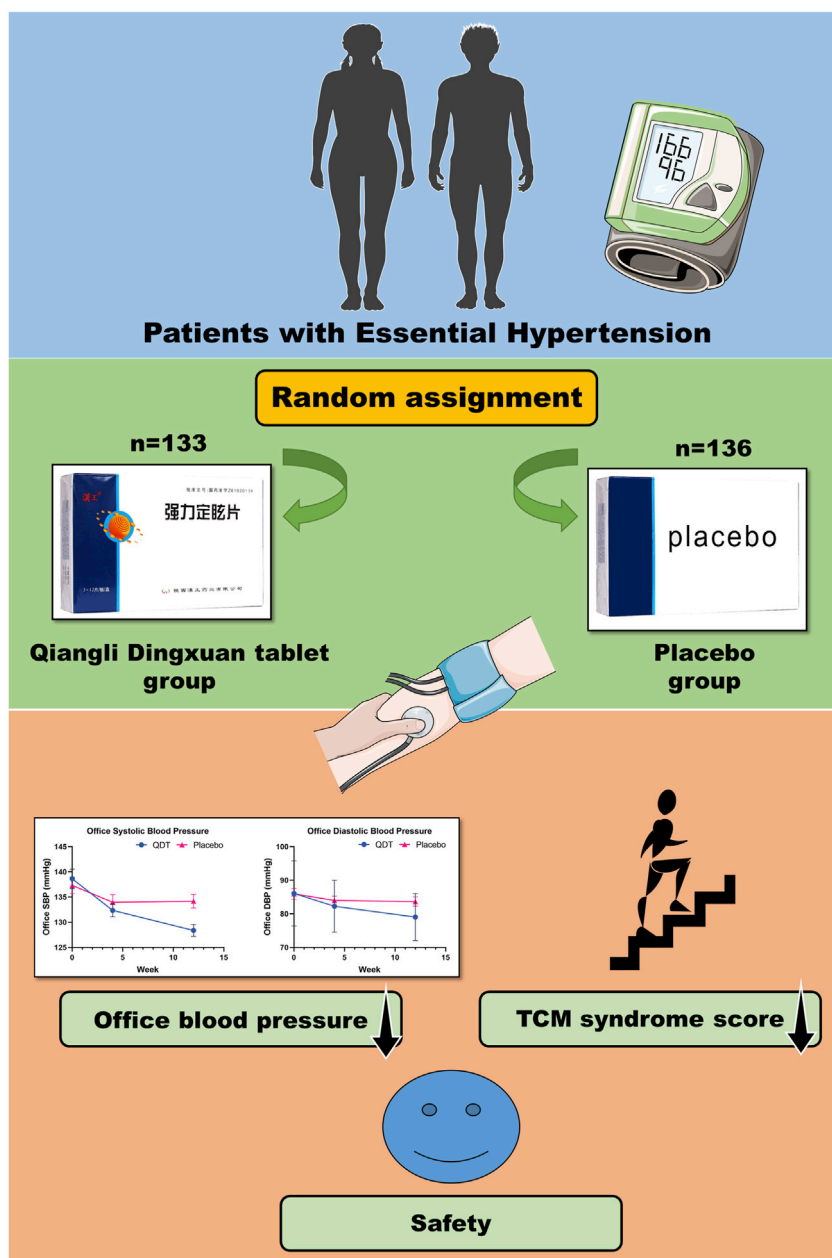 166
96
Patients with Essential Hypertension
Random assignment
n=133
n=136
强力定眩片
placebo
Qiangli Dingxuan tablet
group
Placebo
group
Office Systolic Blood Pressure
QDT Placebo
145
140
135
130
125
0 5 10 15
Office SBP (mmHg)
Week
Office Diastolic Blood Pressure
QDT Placebo
100
90
80
70
0 5 10 15
Office DBP (mmHg)
Week
Office blood pressure
TCM syndrome score
Safety